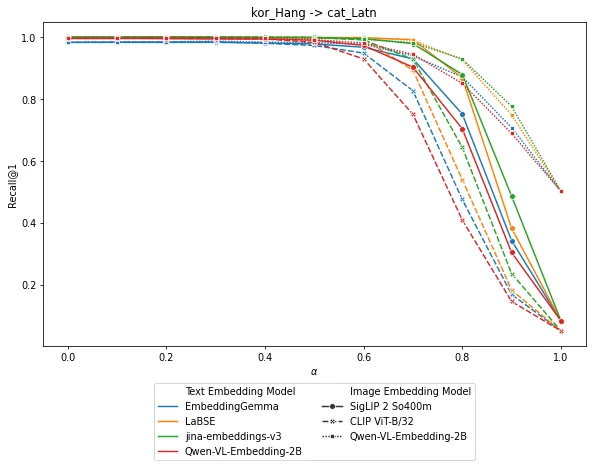 kor_Hang -> cat_Latn
1.0
0.8
0.6
0.4
0.2
Recall@1
0.0 0.2 0.4 0.6 0.8 1.0
α
Text Embedding Model Image Embedding Model
EmbeddingGemma SigLIP 2 So400m
LaBSE CLIP ViT-B/32
jina-embeddings-v3 Qwen-VL-Embedding-2B
Qwen-VL-Embedding-2B